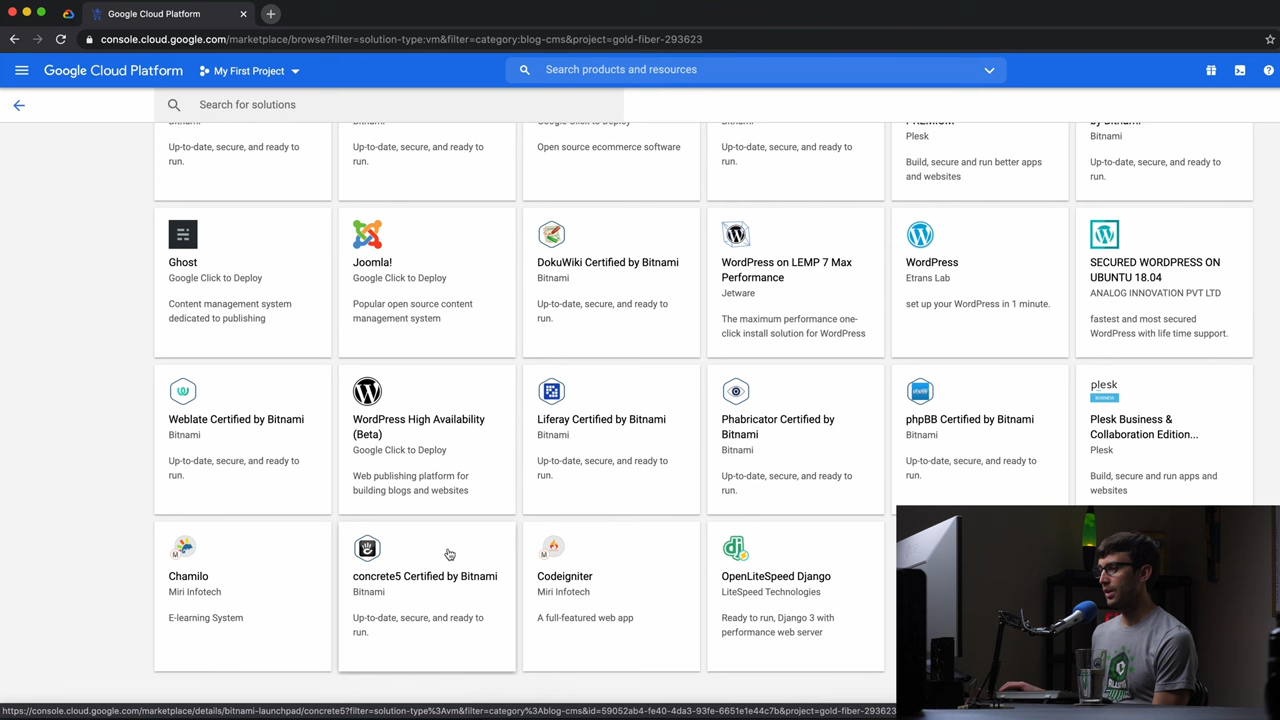 Google Cloud Platform
console.cloud.google.com/marketplace/browse?filter=solution-type:vm&filter=category:blog-cms&project=gold-fiber-293623
Google Cloud Platform
My First Project
Search products and resources
Search for solutions
Bitnami
Bitnami
Google Click to Deploy
Bitnami
PREMIUM
by Bitnami
Up-to-date, secure, and ready to
run.
Up-to-date, secure, and ready to
run.
Open source ecommerce software
Up-to-date, secure, and ready to
run.
Plesk
Build, secure and run better apps
and websites
Bitnami
Up-to-date, secure, and ready to
run.
Ghost
Google Click to Deploy
Content management system
dedicated to publishing
Joomla!
Google Click to Deploy
Popular open source content
management system
DokuWiki Certified by Bitnami
Bitnami
Up-to-date, secure, and ready to
run.
WordPress on LEMP 7 Max
Performance
Jetware
The maximum performance one-
click install solution for WordPress
WordPress
Etrans Lab
set up your WordPress in 1 minute.
SECURED WORDPRESS ON
UBUNTU 18.04
ANALOG INNOVATION PVT LTD
fastest and most secured
WordPress with life time support.
Weblate Certified by Bitnami
Bitnami
Up-to-date, secure, and ready to
run.
WordPress High Availability
(Beta)
Google Click to Deploy
Web publishing platform for
building blogs and websites
Liferay Certified by Bitnami
Bitnami
Up-to-date, secure, and ready to
run.
Phabricator Certified by
Bitnami
Bitnami
Up-to-date, secure, and ready to
run.
php
phpBB Certified by Bitnami
Bitnami
Up-to-date, secure, and ready to
run.
plesk
BUSINESS
Plesk Business &
Collaboration Edition...
Plesk
Build, secure and run apps and
websites
M
Chamilo
Miri Infotech
E-learning System
concrete5 Certified by Bitnami
Bitnami
Up-to-date, secure, and ready to
run.
M
Codeigniter
Miri Infotech
A full-featured web app
dj
OpenLiteSpeed Django
LiteSpeed Technologies
Ready to run, Django 3 with
performance web server
https://console.cloud.google.com/marketplace/details/bitnami-launchpad/concrete5?filter=solution-type%3Avm&filter=category%3Ablog-cms&id=59052ab4-fe40-4da3-93fe-6651e1e44c7b&project=gold-fiber-293623